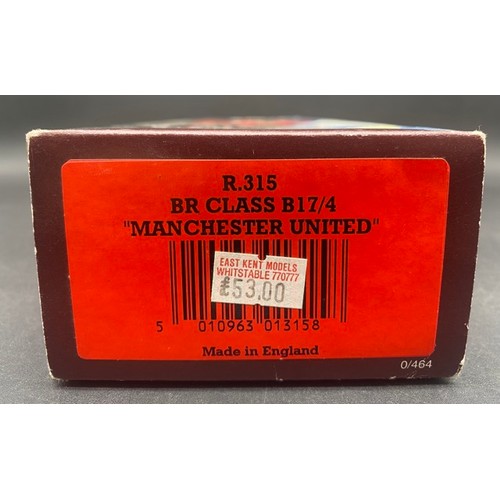 R.315
BR CLASS B17/4
"MANCHESTER UNITED"
EAST KENT MODELS
WHITSTABLE 770777
£53.00
5 010963 013158
Made in England
0/464